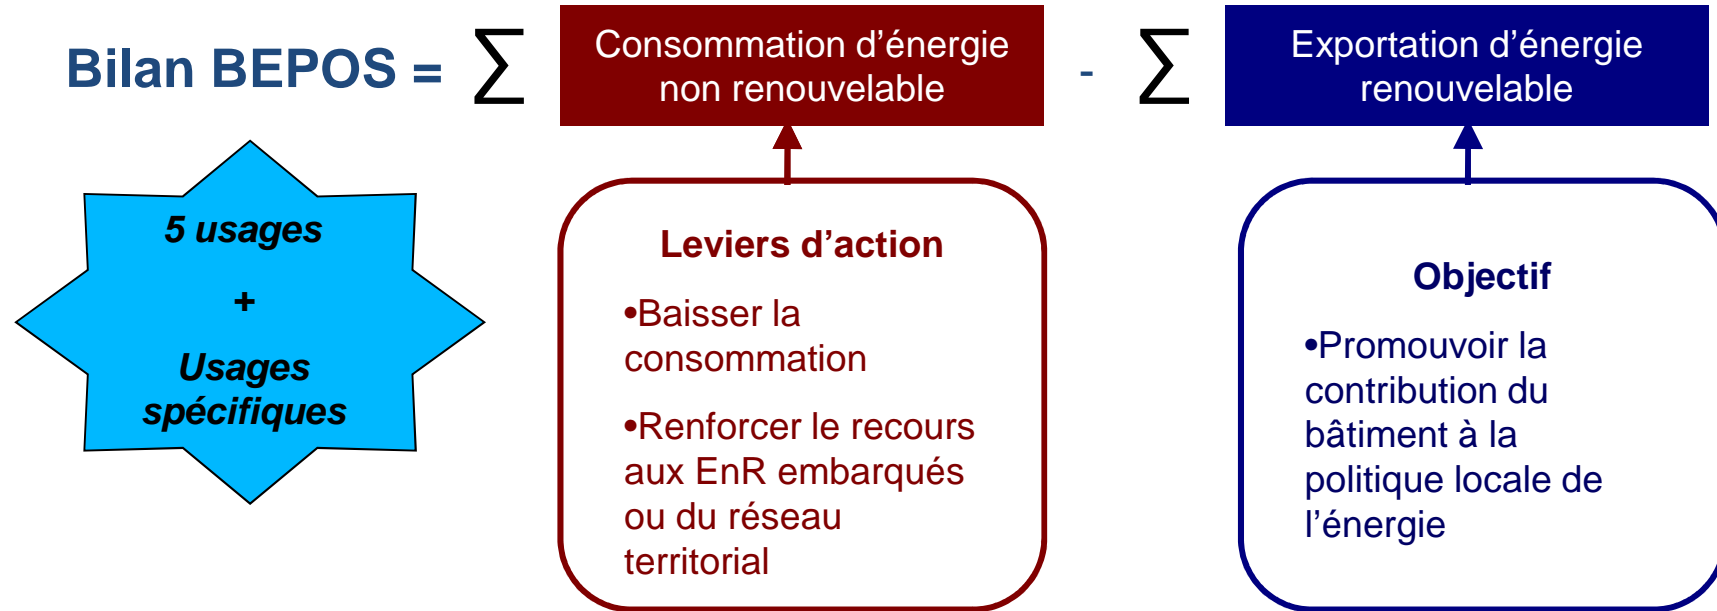 Bilan BEPOS = ∑
Consommation d’énergie
non renouvelable
- ∑
Exportation d’énergie
renouvelable
5 usages
+
Usages
spécifiques
Leviers d’action
•Baisser la
consommation
•Renforcer le recours
aux EnR embarqués
ou du réseau
territorial
Objectif
•Promouvoir la
contribution du
bâtiment à la
politique locale de
l’énergie